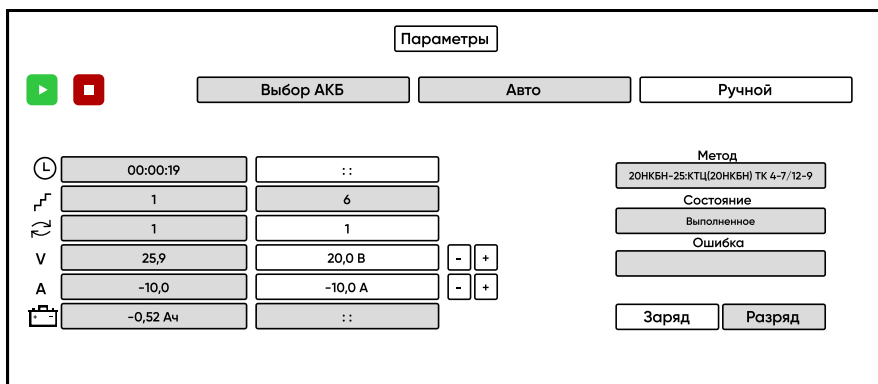 Параметры
Выбор АКБ Авто Ручной
Метод
00:00:19 : :
20НКБН-25:КТЦ(20НКБН) ТК 4-7/12-9
1 6
Состояние
Выполненное
1 1
Ошибка
V 25,9 20,0 В - +
A -10,0 -10,0 А - +
-0,52 Ач : :
Заряд Разряд